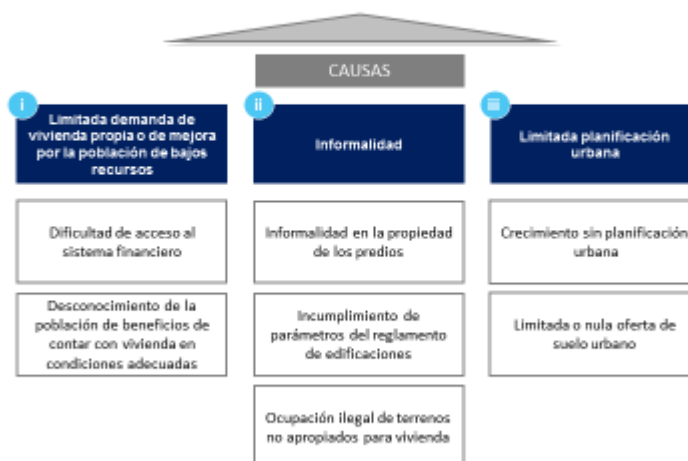 CAUSAS
i
Limitada demanda de
vivienda propia o de mejora
por la población de bajos
recursos
Dificultad de acceso al
sistema financiero
Desconocimiento de la
población de beneficios de
contar con vivienda en
condiciones adecuadas
ii
Informalidad
Informalidad en la propiedad
de los predios
Incumplimiento de
parámetros del reglamento
de edificaciones
Ocupación ilegal de terrenos
no apropiados para vivienda
iii
Limitada planificación
urbana
Crecimiento sin planificación
urbana
Limitada o nula oferta de
suelo urbano